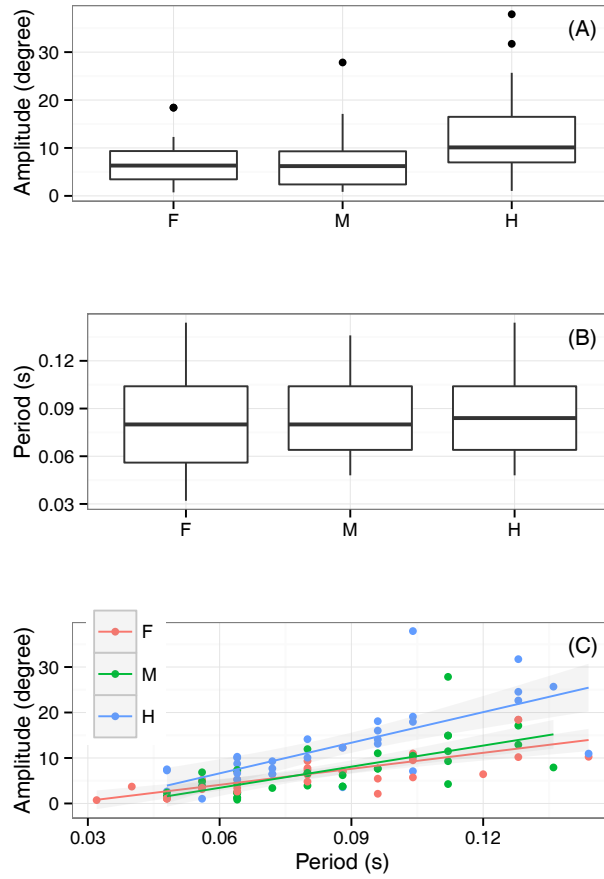 (A)
Amplitude (degree)
30
20
10
0
F M H
(B)
Period (s)
0.12
0.09
0.06
0.03
F M H
F
M
H
(C)
Amplitude (degree)
30
20
10
0
0.03 0.06 0.09 0.12
Period (s)